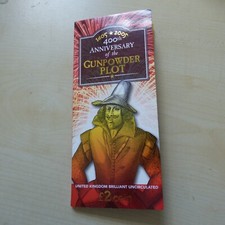 1605 ★ 2005
400th
ANNIVERSARY
of the
GUNPOWDER
PLOT
UNITED KINGDOM BRILLIANT UNCIRCULATED
£2